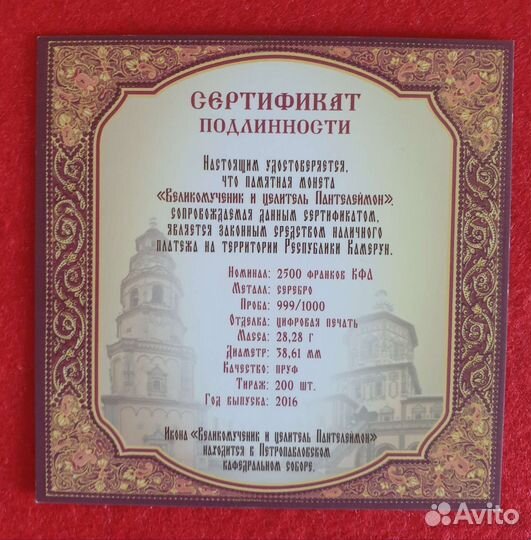 СЕРТИФИКАТ
ПОДЛИННОСТИ
Настоящим удостоверяется,
что памятная монета
«Великомученик и целитель Пантелеймон»,
сопровождаемая данным сертификатом,
является законным средством наличного
платежа на территории Республики Камерун.
Номинал: 2500 франков КФА
Металл: серебро
Проба: 999/1000
Отделка: цифровая печать
Масса: 28,28 г
Диаметр: 38,61 мм
Качество: пруф
Тираж: 200 шт.
Год выпуска: 2016
Икона «Великомученик и целитель Пантелеймон»
находится в Петропавловском
кафедральном соборе.
Avito